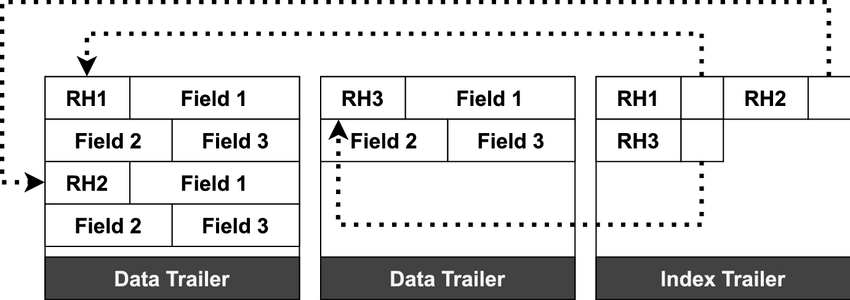 RH1 Field 1
Field 2 Field 3
RH2 Field 1
Field 2 Field 3
Data Trailer
RH3 Field 1
Field 2 Field 3
Data Trailer
RH1 RH2
RH3
Index Trailer